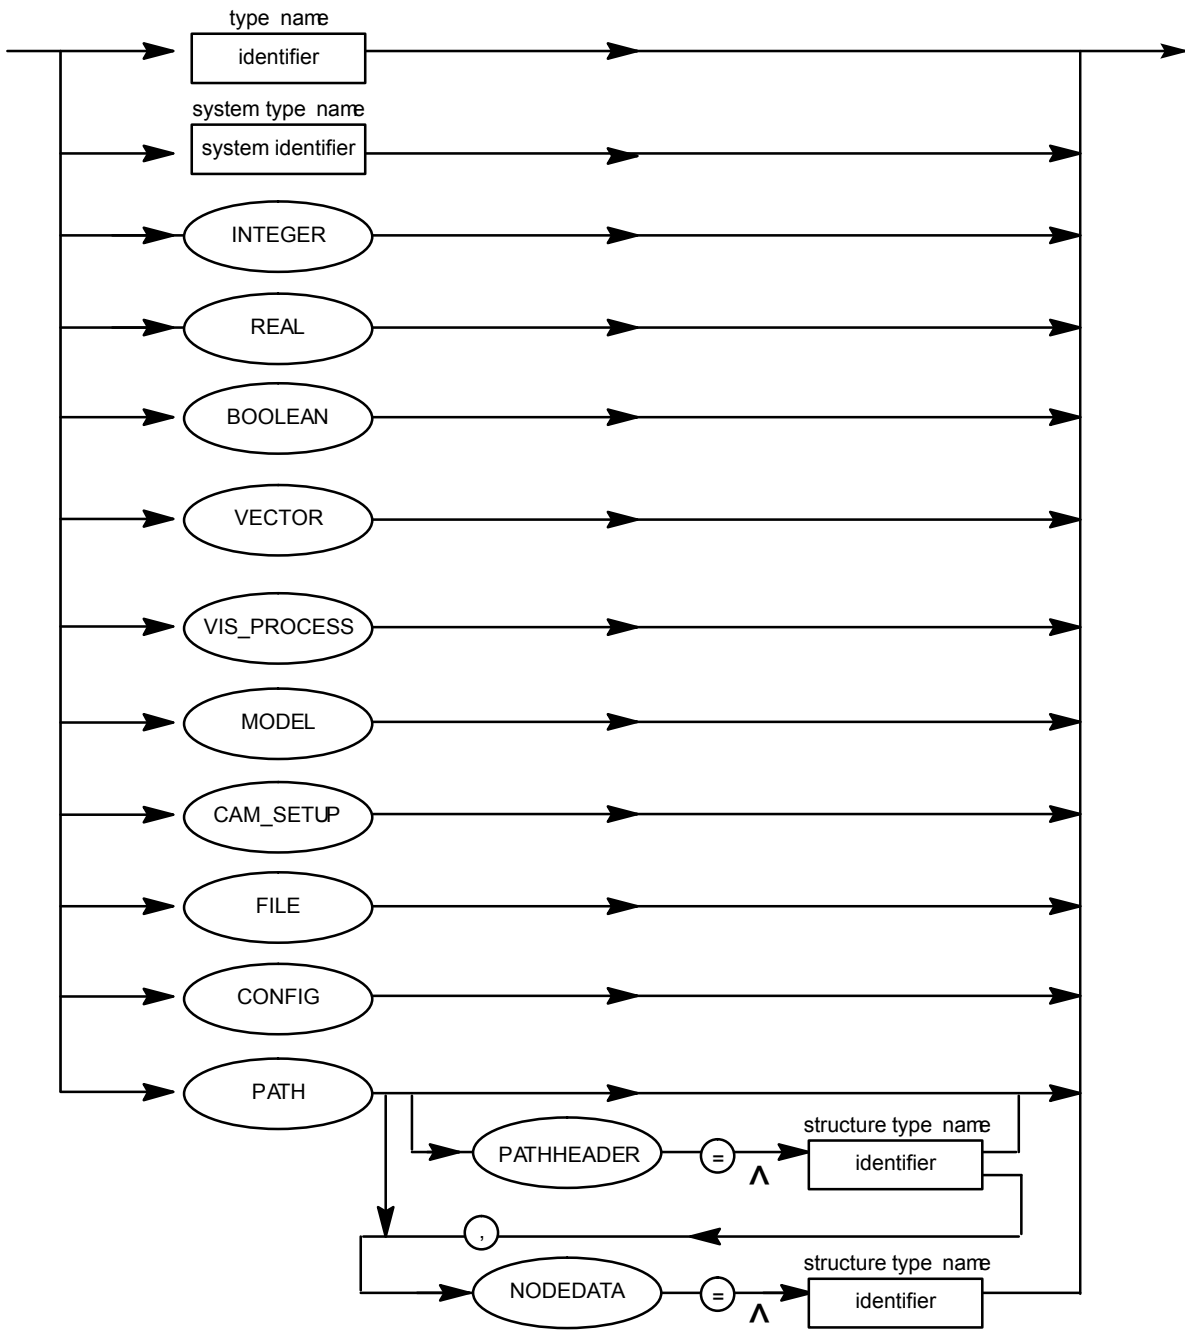 type name
identifier
system type name
system identifier
INTEGER
REAL
BOOLEAN
VECTOR
VIS_PROCESS
MODEL
CAM_SETUP
FILE
CONFIG
PATH
structure type name
PATHHEADER = ^ identifier
,
structure type name
NODEDATA = ^ identifier